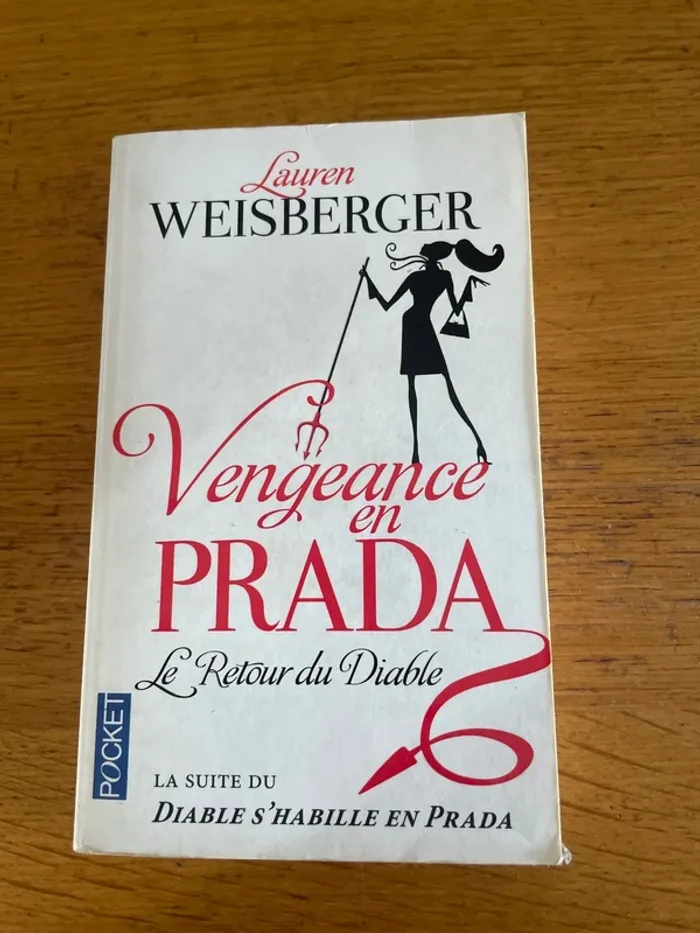 Lauren
WEISBERGER
Vengeance
en
PRADA
Le Retour du Diable
POCKET
LA SUITE DU
DIABLE S'HABILLE EN PRADA